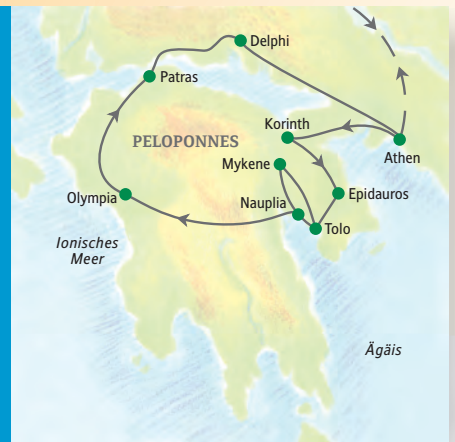 Delphi
Patras
Korinth
PELOPONNES
Athen
Mykene
Epidauros
Olympia
Nauplia
Tolo
Ionisches
Meer
Ägäis